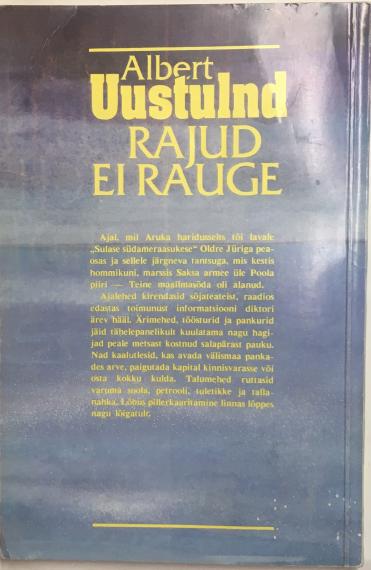 Albert
Uustulnd
RAJUD
EI RAUGE
Ajal, mil Aruka haridusselts tõi lavale
„Sulase südameraasukese" Oldre Jüriga pea-
osas ja sellele järgneva tantsuga, mis kestis
hommikuni, marssis Saksa armee üle Poola
piiri — Teine maailmasõda oli alanud.
Ajalehed kirendasid sõjateateist, raadios
edastas toimunust informatsiooni diktori
ärev hääl. Ärimehed, töösturid ja pankurid
jäid tähelepanelikult kuulatama nagu hagi-
jad peale metsast kostnud salapärast pauku.
Nad kaalutlesid, kas avada välismaa panka-
des arve, paigutada kapital kinnisvarasse või
osta kokku kulda. Talumehed ruttasid
varuma soola, petrooli, tuletikke ja talla-
nahka. Lõbus pillerkaaritamine linnas lõppes
nagu lõigatult.